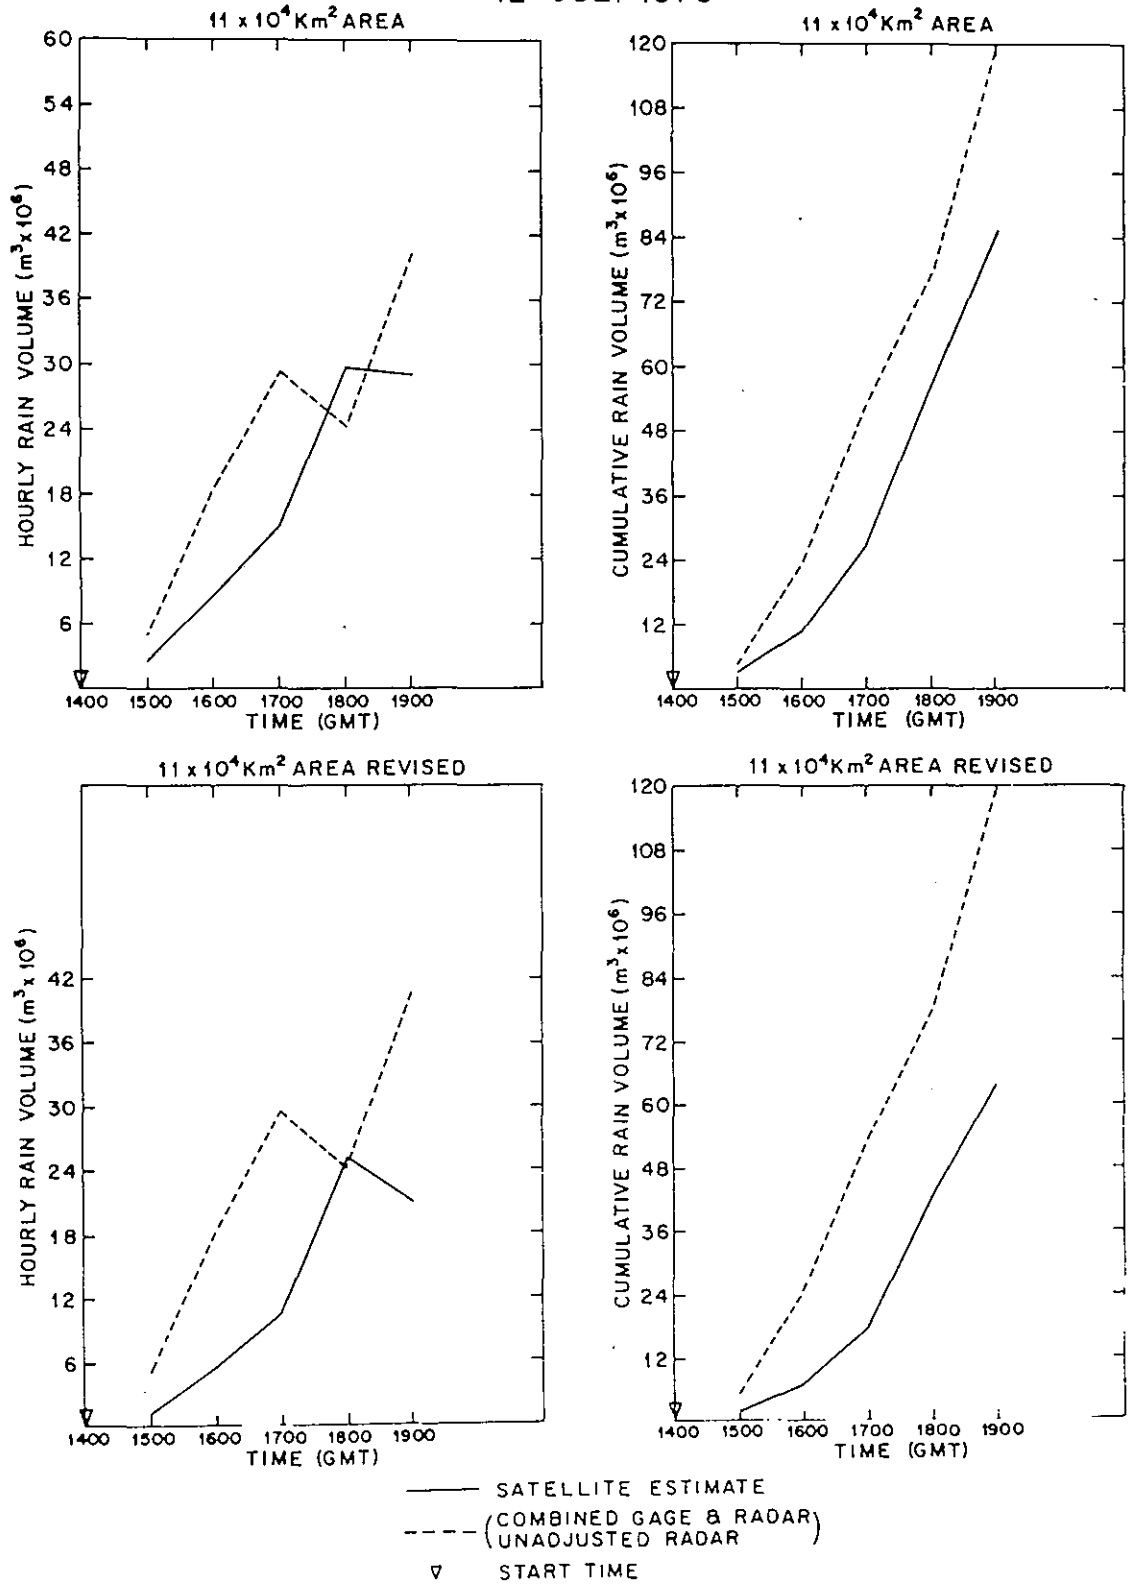 11 x 10⁴ Km² AREA
60
54
48
42
36
30
24
18
12
6
HOURLY RAIN VOLUME (m³ x 10⁶)
1400 1500 1600 1700 1800 1900
TIME (GMT)
11 x 10⁴ Km² AREA
120
108
96
84
72
60
48
36
24
12
CUMULATIVE RAIN VOLUME (m³ x 10⁶)
1400 1500 1600 1700 1800 1900
TIME (GMT)
11 x 10⁴ Km² AREA REVISED
42
36
30
24
18
12
6
HOURLY RAIN VOLUME (m³ x 10⁶)
1400 1500 1600 1700 1800 1900
TIME (GMT)
11 x 10⁴ Km² AREA REVISED
120
108
96
84
72
60
48
36
24
12
CUMULATIVE RAIN VOLUME (m³ x 10⁶)
1400 1500 1600 1700 1800 1900
TIME (GMT)
SATELLITE ESTIMATE
(COMBINED GAGE & RADAR
UNADJUSTED RADAR)
START TIME